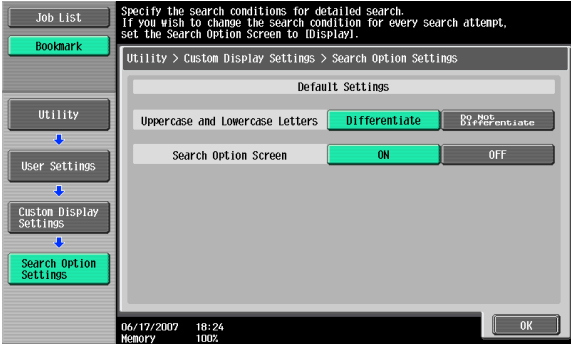 Job List
Bookmark
Specify the search conditions for detailed search.
If you wish to change the search condition for every search attempt,
set the Search Option Screen to [Display].
Utility > Custom Display Settings > Search Option Settings
Default Settings
Uppercase and Lowercase Letters
Differentiate
Do Not
Differentiate
Search Option Screen
ON
OFF
Utility
User Settings
Custom Display
Settings
Search Option
Settings
06/17/2007 18:24
Memory 100%
OK